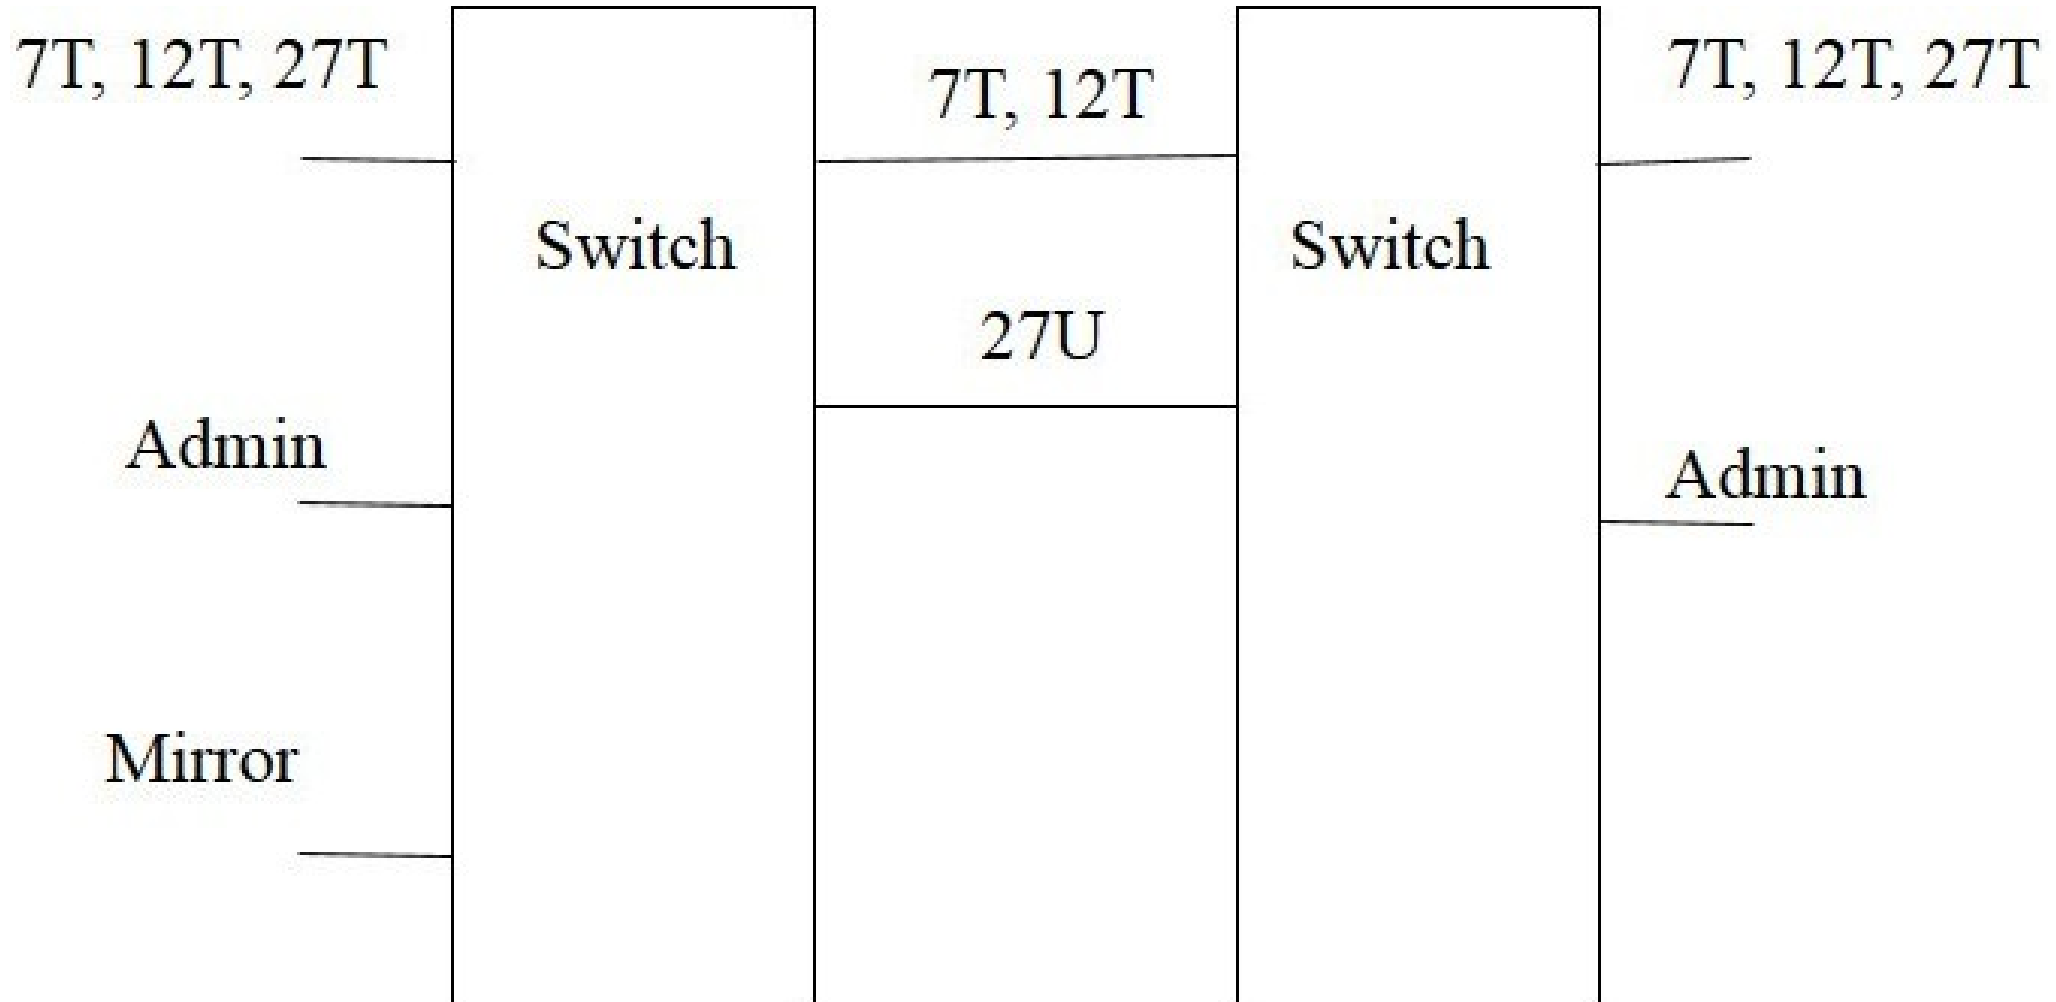 7T, 12T, 27T
7T, 12T
7T, 12T, 27T
Switch
Switch
27U
Admin
Admin
Mirror